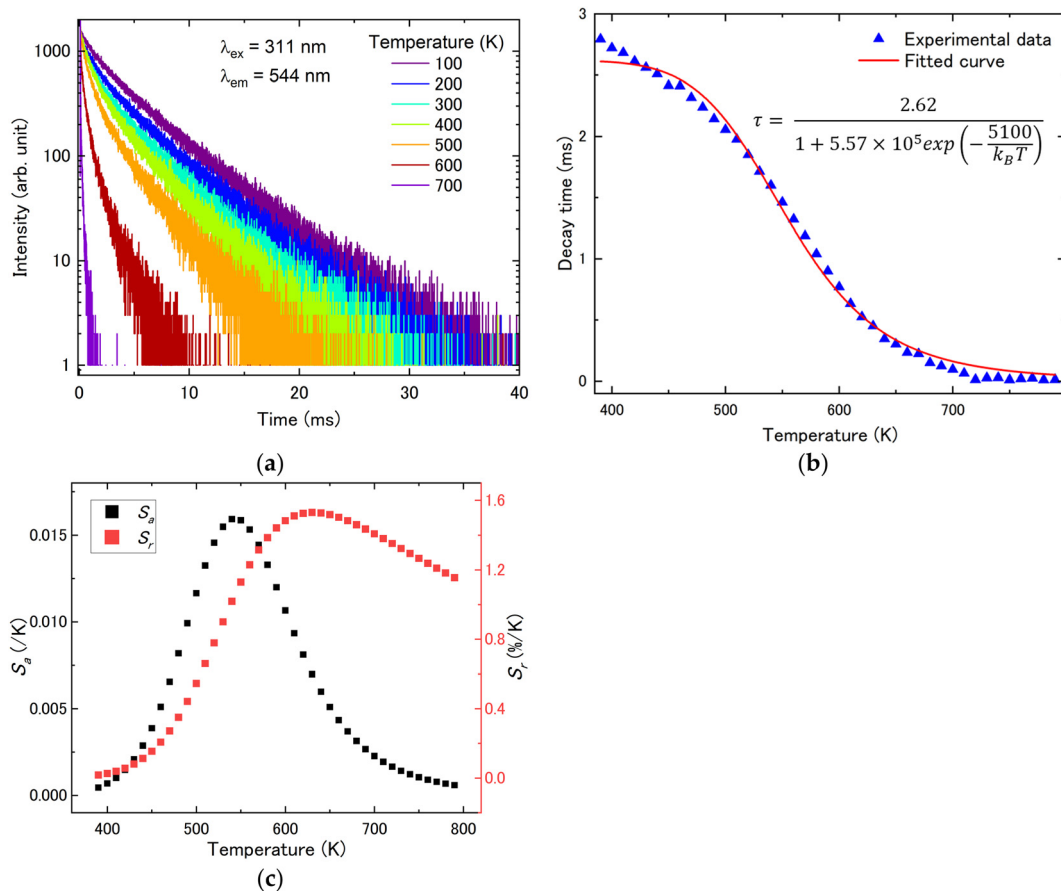 λex = 311 nm
λem = 544 nm
Temperature (K)
100
200
300
400
500
600
700
Intensity (arb. unit)
1000
100
10
1
0
10
20
30
40
Time (ms)
(a)
Experimental data
Fitted curve
τ = 2.62 / 1 + 5.57 × 10⁵exp(−5100/kBT)
Decay time (ms)
3
2
1
0
400
500
600
700
Temperature (K)
(b)
Sa
Sr
Sa (/K)
0.015
0.010
0.005
0.000
Sr (%/K)
1.6
1.2
0.8
0.4
0.0
400
500
600
700
800
Temperature (K)
(c)